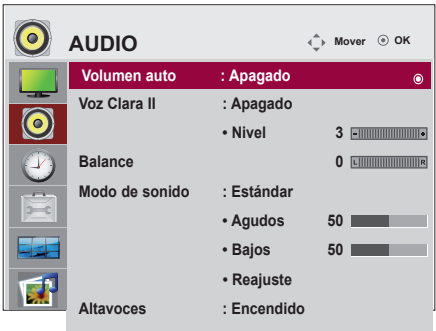 AUDIO
Mover OK
Volumen auto : Apagado
Voz Clara II : Apagado
• Nivel 3 - +
Balance 0 L R
Modo de sonido : Estándar
• Agudos 50
• Bajos 50
• Reajuste
Altavoces : Encendido